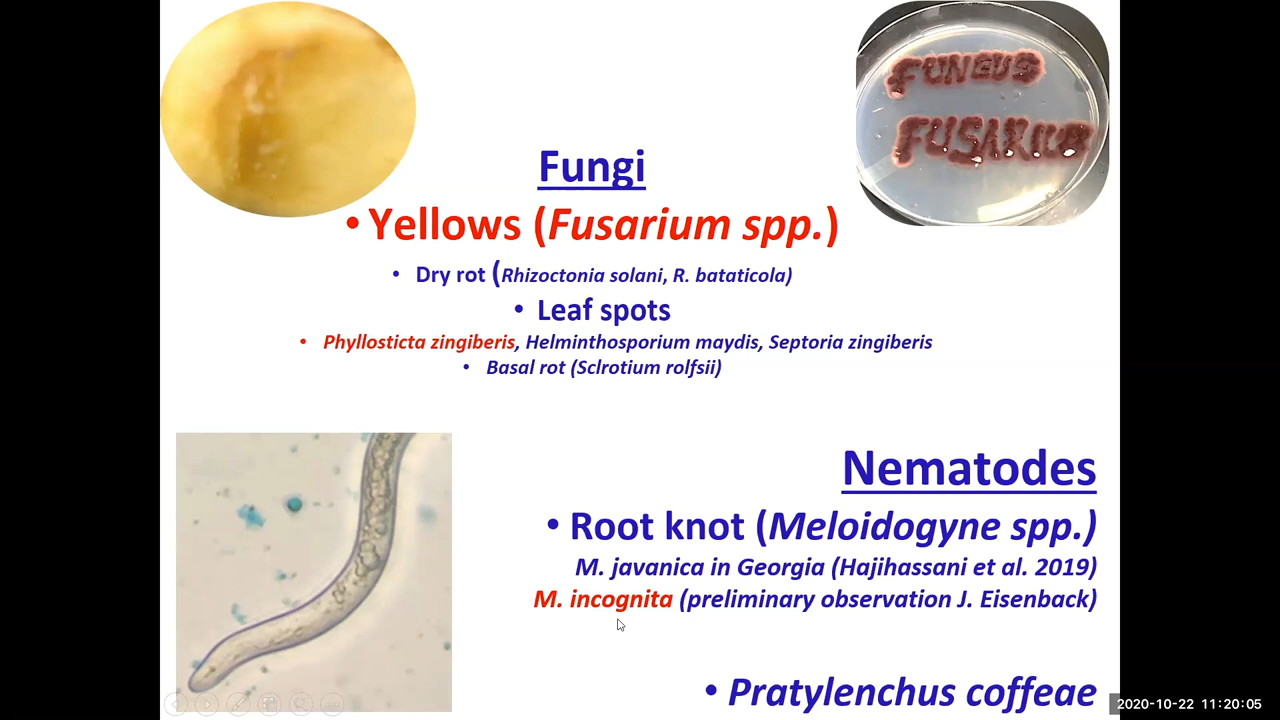 FUNGUS
FUSARIUM
Fungi
• Yellows (Fusarium spp.)
• Dry rot (Rhizoctonia solani, R. bataticola)
• Leaf spots
• Phyllosticta zingiberis, Helminthosporium maydis, Septoria zingiberis
• Basal rot (Sclrotium rolfsii)
Nematodes
• Root knot (Meloidogyne spp.)
M. javanica in Georgia (Hajihassani et al. 2019)
M. incognita (preliminary observation J. Eisenback)
• Pratylenchus coffeae
2020-10-22 11:20:05